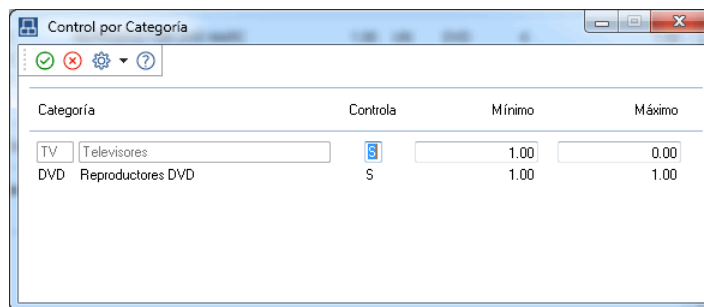 Control por Categoría
Categoría Controla Mínimo Máximo
TV Televisores S 1.00 0.00
DVD Reproductores DVD S 1.00 1.00